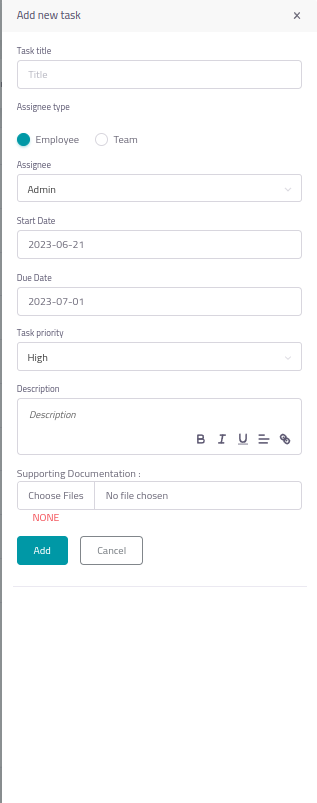 Add new task ×
Task title
Title
Assignee type
Employee Team
Assignee
Admin
Start Date
2023-06-21
Due Date
2023-07-01
Task priority
High
Description
Description
B I U
Supporting Documentation :
Choose Files No file chosen
NONE
Add Cancel